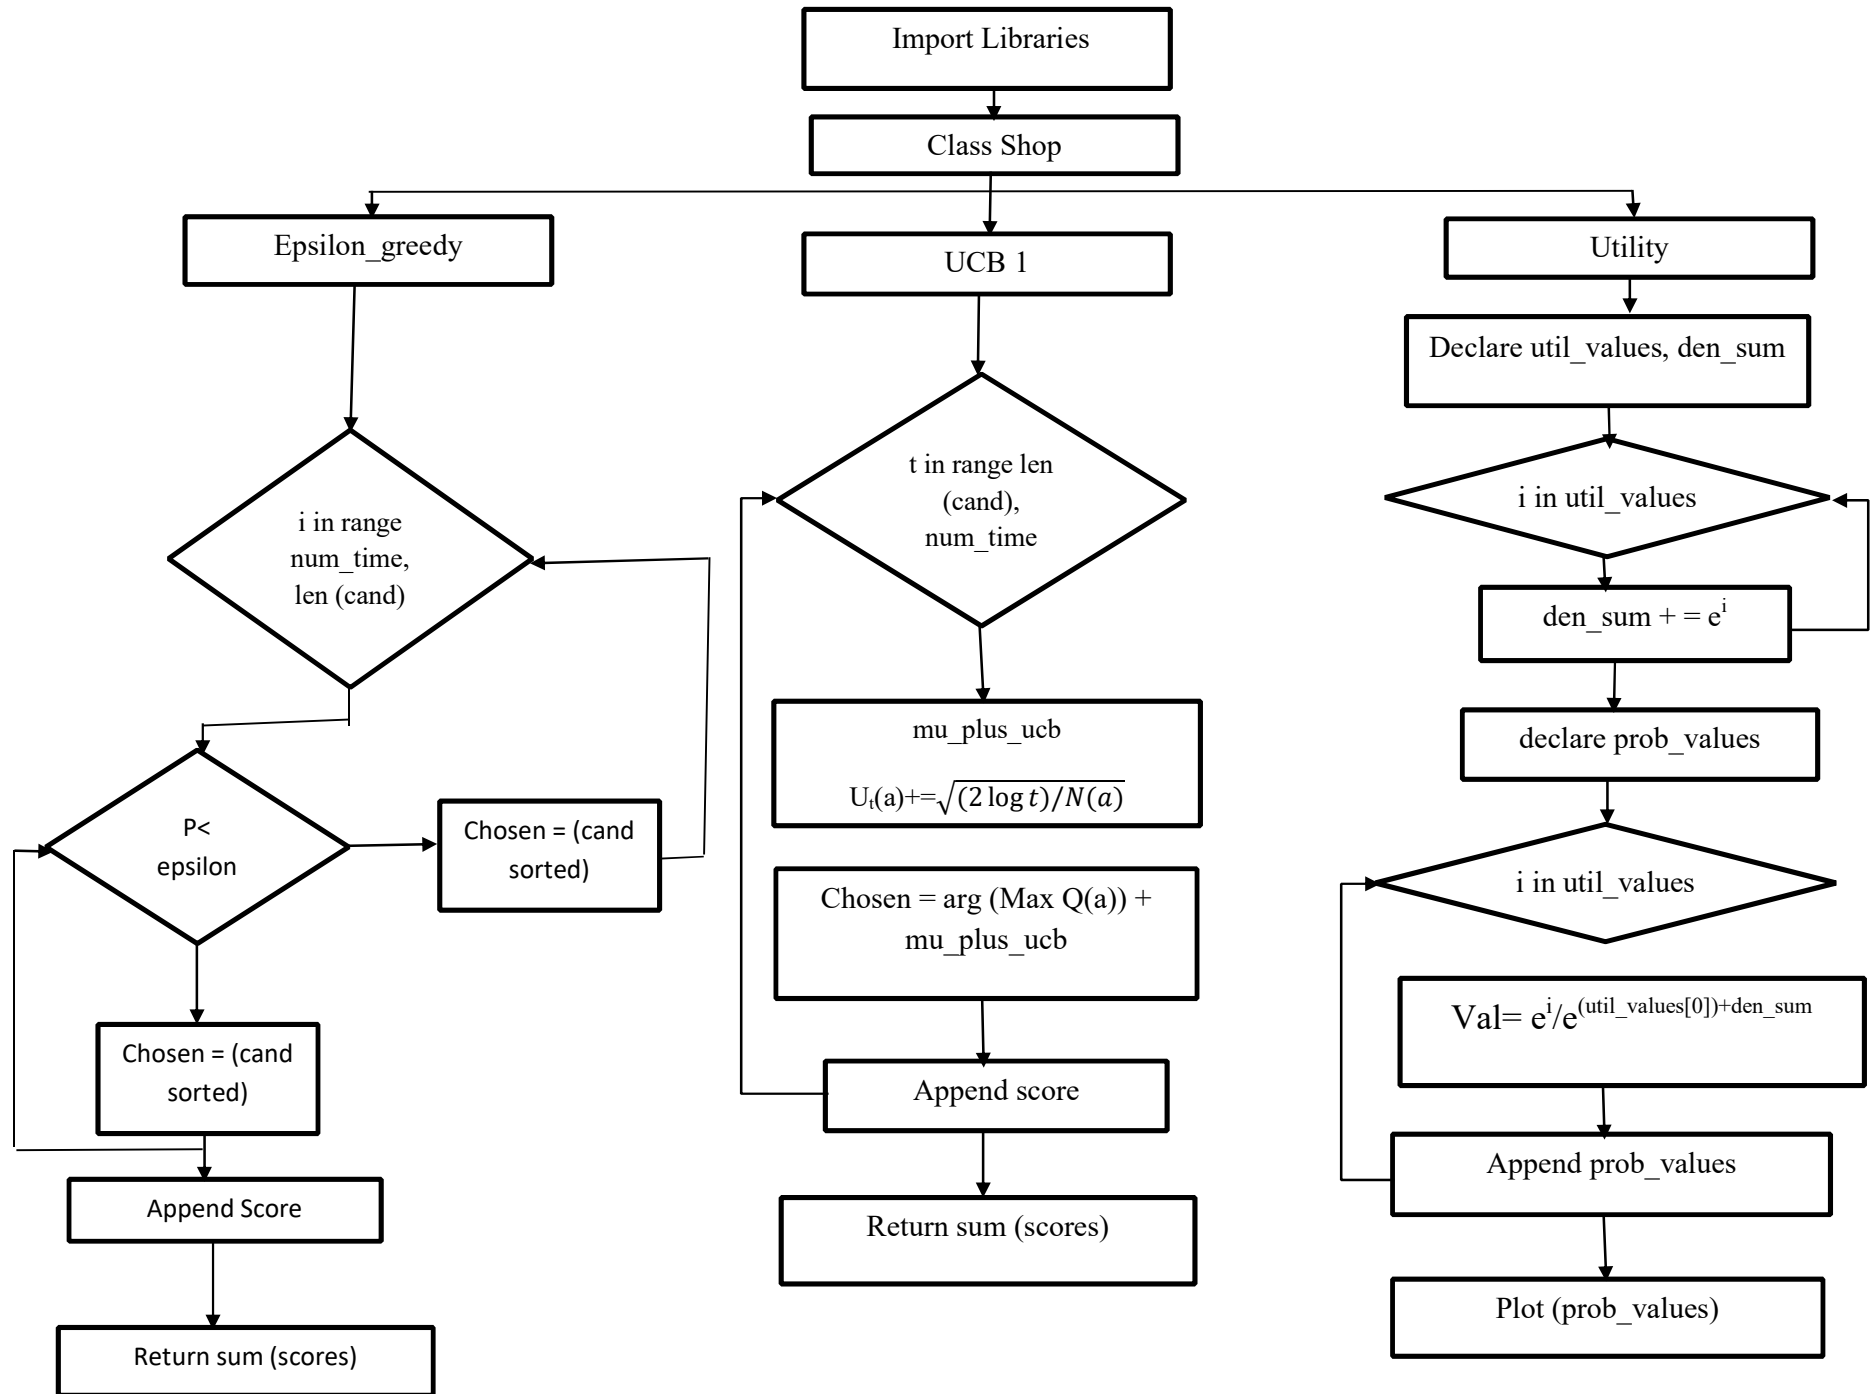 Import Libraries
Class Shop
Epsilon_greedy
i in range
num_time,
len (cand)
P<
epsilon
Chosen = (cand
sorted)
Chosen = (cand
sorted)
Append Score
Return sum (scores)
UCB 1
t in range len
(cand),
num_time
mu_plus_ucb
Uₜ(a)+=√(2 log t)/N(a)
Chosen = arg (Max Q(a)) +
mu_plus_ucb
Append score
Return sum (scores)
Utility
Declare util_values, den_sum
i in util_values
den_sum + = eⁱ
declare prob_values
i in util_values
Val= eⁱ/e^(util_values[0])+den_sum
Append prob_values
Plot (prob_values)